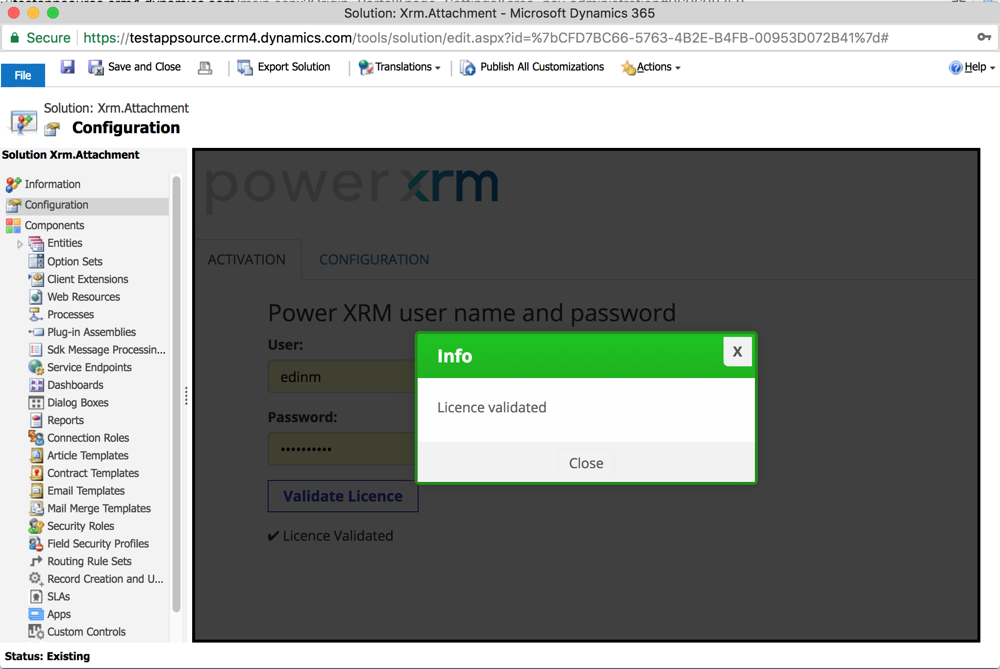 Solution: Xrm.Attachment - Microsoft Dynamics 365
Secure https://testappsource.crm4.dynamics.com/tools/solution/edit.aspx?id=%7bCFD7BC66-5763-4B2E-B4FB-00953D072B41%7d#
File Save and Close Export Solution Translations Publish All Customizations Actions Help
Solution: Xrm.Attachment
Configuration
Solution Xrm.Attachment
Information
Configuration
Components
Entities
Option Sets
Client Extensions
Web Resources
Processes
Plug-in Assemblies
Sdk Message Processin...
Service Endpoints
Dashboards
Dialog Boxes
Reports
Connection Roles
Article Templates
Contract Templates
Email Templates
Mail Merge Templates
Security Roles
Field Security Profiles
Routing Rule Sets
Record Creation and U...
SLAs
Apps
Custom Controls
power xrm
ACTIVATION CONFIGURATION
Power XRM user name and password
User:
edinm
Password:
••••••••••
Validate Licence
✔ Licence Validated
Info
X
Licence validated
Close
Status: Existing